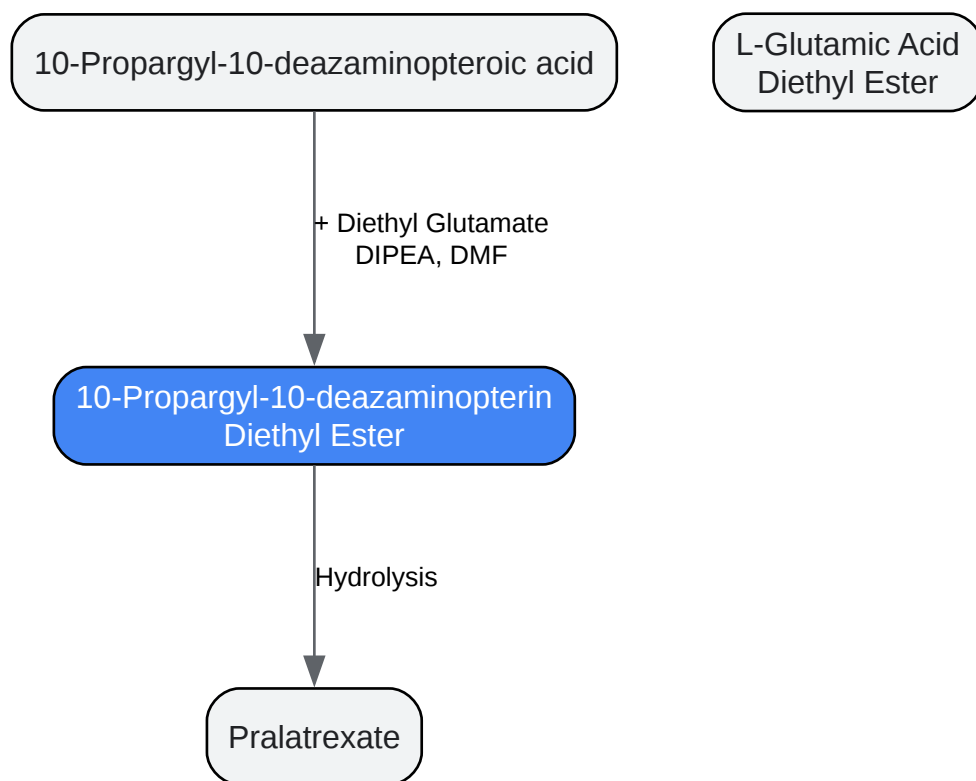 10-Propargyl-10-deazaminopteroic acid
L-Glutamic Acid
Diethyl Ester
+ Diethyl Glutamate
DIPEA, DMF
10-Propargyl-10-deazaminopterin
Diethyl Ester
Hydrolysis
Pralatrexate